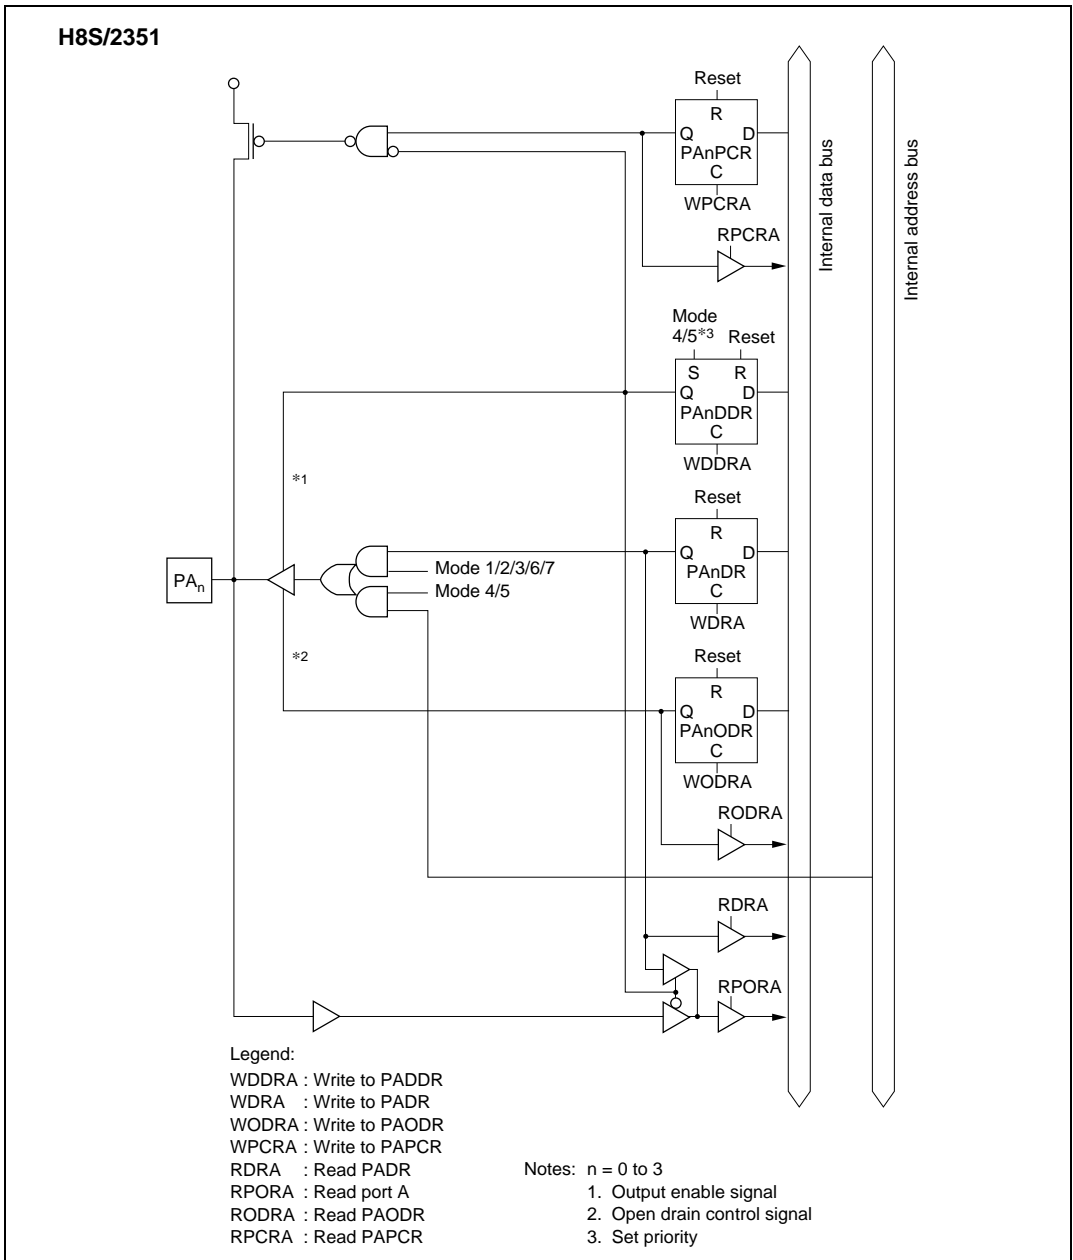 H8S/2351
Reset
R
Q D
PAnPCR
C
WPCRA
RPCRA
Internal data bus
Internal address bus
Mode
4/5*3 Reset
S R
Q D
PAnDDR
C
WDDRA
*1
Reset
R
Q D
PAnDR
C
WDRA
Mode 1/2/3/6/7
Mode 4/5
PAn
*2
Reset
R
Q D
PAnODR
C
WODRA
RODRA
RDRA
RPORA
Legend:
WDDRA : Write to PADDR
WDRA : Write to PADR
WODRA : Write to PAODR
WPCRA : Write to PAPCR
RDRA : Read PADR
RPORA : Read port A
RODRA : Read PAODR
RPCRA : Read PAPCR
Notes: n = 0 to 3
1. Output enable signal
2. Open drain control signal
3. Set priority